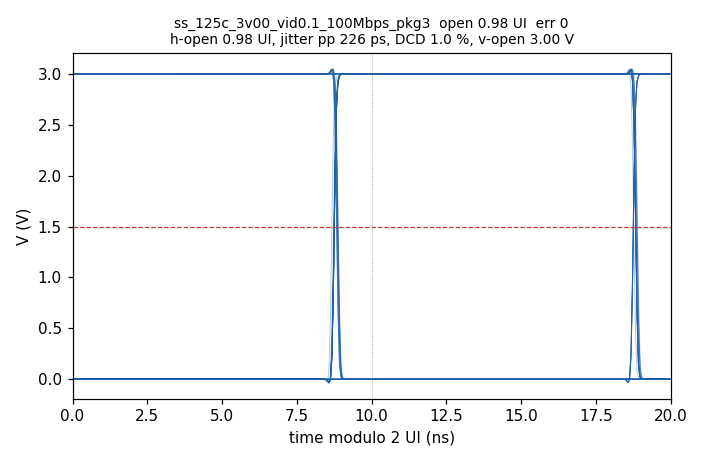 ss_125c_3v00_vid0.1_100Mbps_pkg3  open 0.98 UI  err 0
h-open 0.98 UI, jitter pp 226 ps, DCD 1.0 %, v-open 3.00 V
3.0
2.5
2.0
1.5
1.0
0.5
0.0
V (V)
0.0 2.5 5.0 7.5 10.0 12.5 15.0 17.5 20.0
time modulo 2 UI (ns)